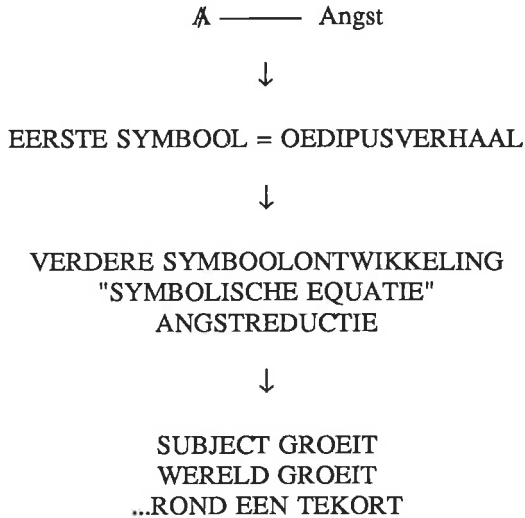 Ⱥ —— Angst
↓
EERSTE SYMBOOL = OEDIPUSVERHAAL
↓
VERDERE SYMBOOLONTWIKKELING
"SYMBOLISCHE EQUATIE"
ANGSTREDUCTIE
↓
SUBJECT GROEIT
WERELD GROEIT
...ROND EEN TEKORT